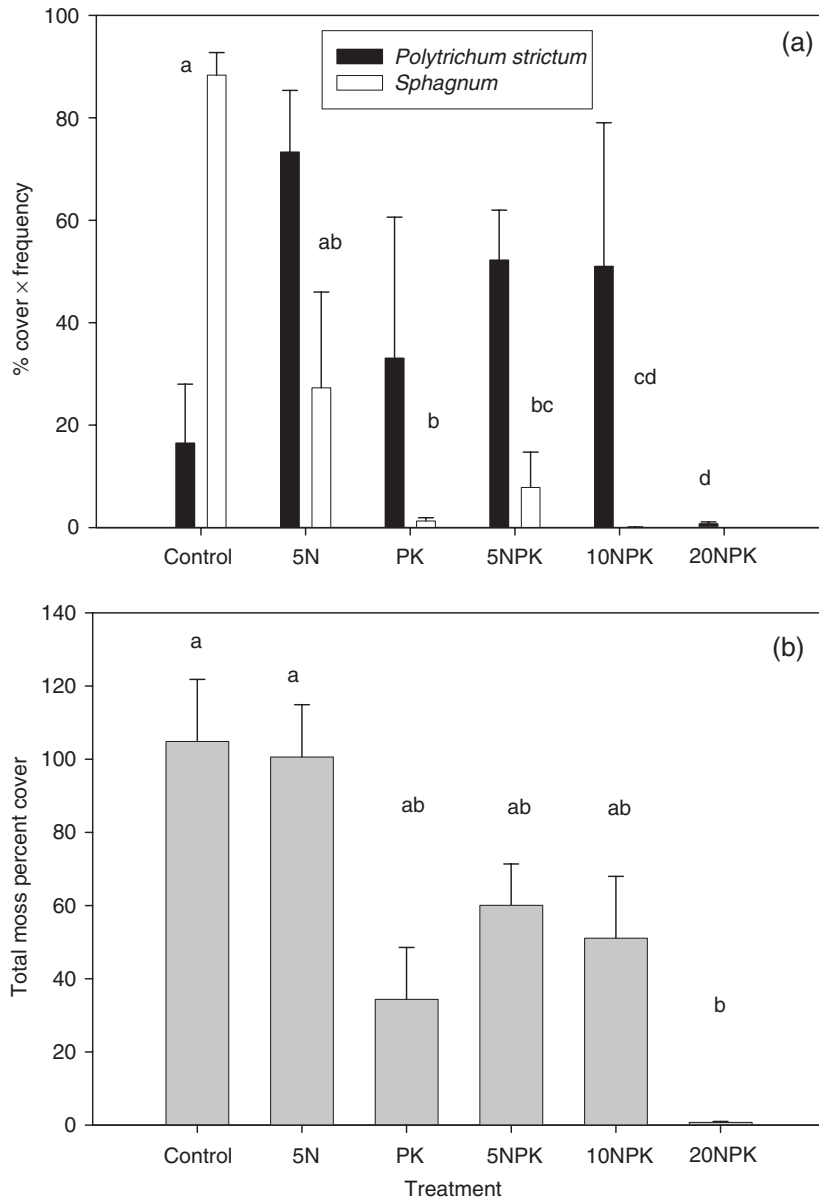 (a)
Polytrichum strictum
Sphagnum
% cover × frequency
100
80
60
40
20
0
a
ab
b
bc
cd
d
Control 5N PK 5NPK 10NPK 20NPK
(b)
Total moss percent cover
140
120
100
80
60
40
20
0
a
a
ab
ab
ab
b
Control 5N PK 5NPK 10NPK 20NPK
Treatment